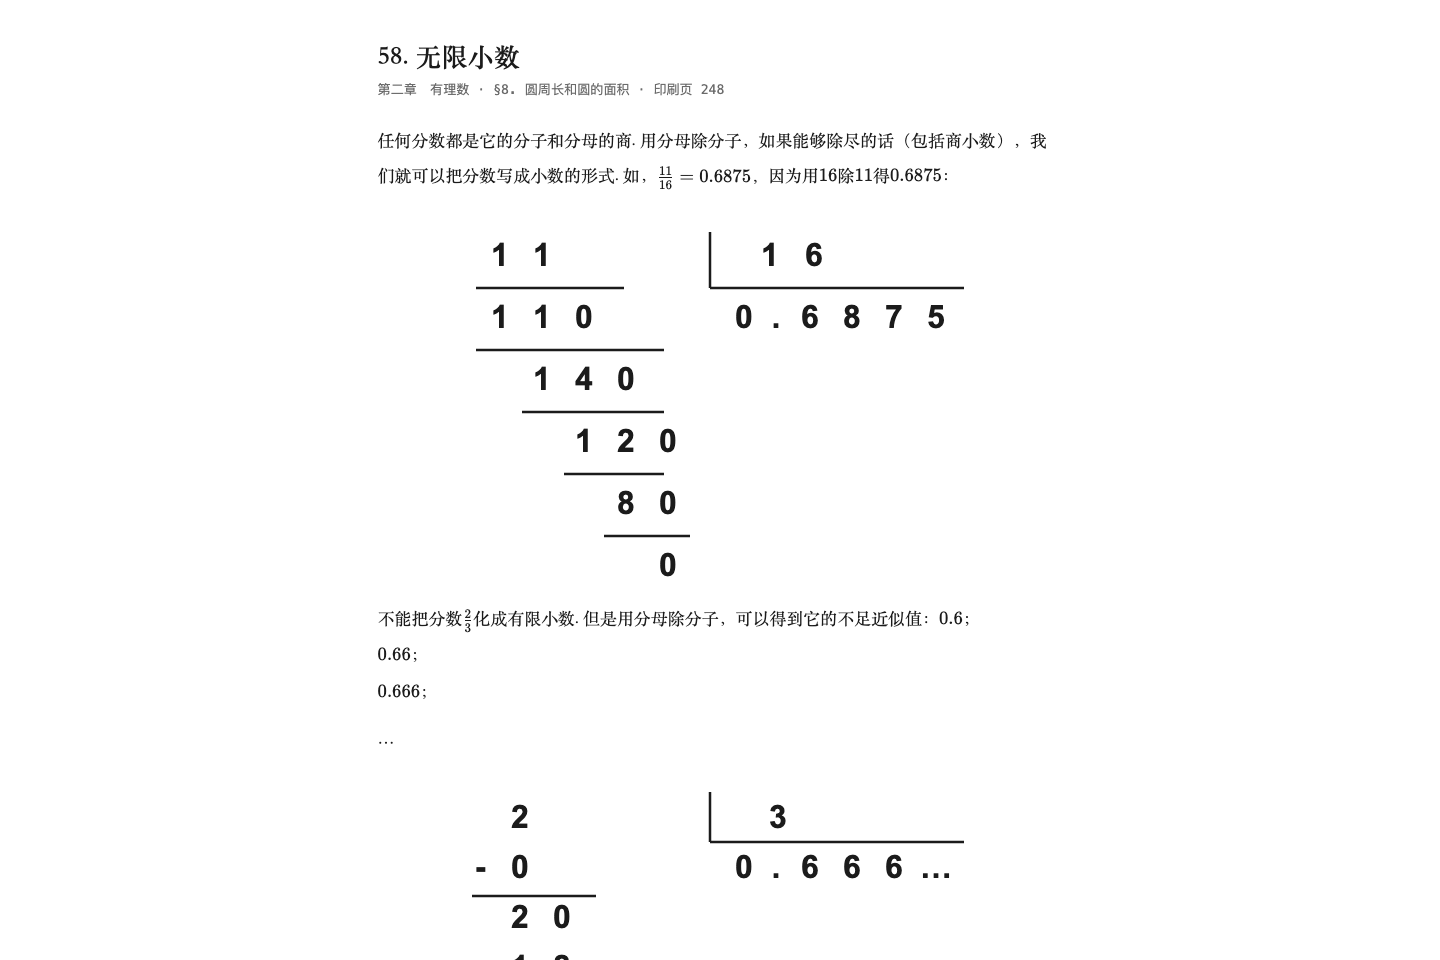 58. 无限小数
第二章　有理数 · §8. 圆周长和圆的面积 · 印刷页 248
任何分数都是它的分子和分母的商. 用分母除分子，如果能够除尽的话（包括商小数），我
们就可以把分数写成小数的形式. 如，11/16 = 0.6875，因为用16除11得0.6875：
1 1    1 6
1 1 0    0 . 6 8 7 5
1 4 0
1 2 0
8 0
0
不能把分数2/3化成有限小数. 但是用分母除分子，可以得到它的不足近似值：0.6；
0.66；
0.666；
…
2    3
- 0    0 . 6 6 6 ...
2 0